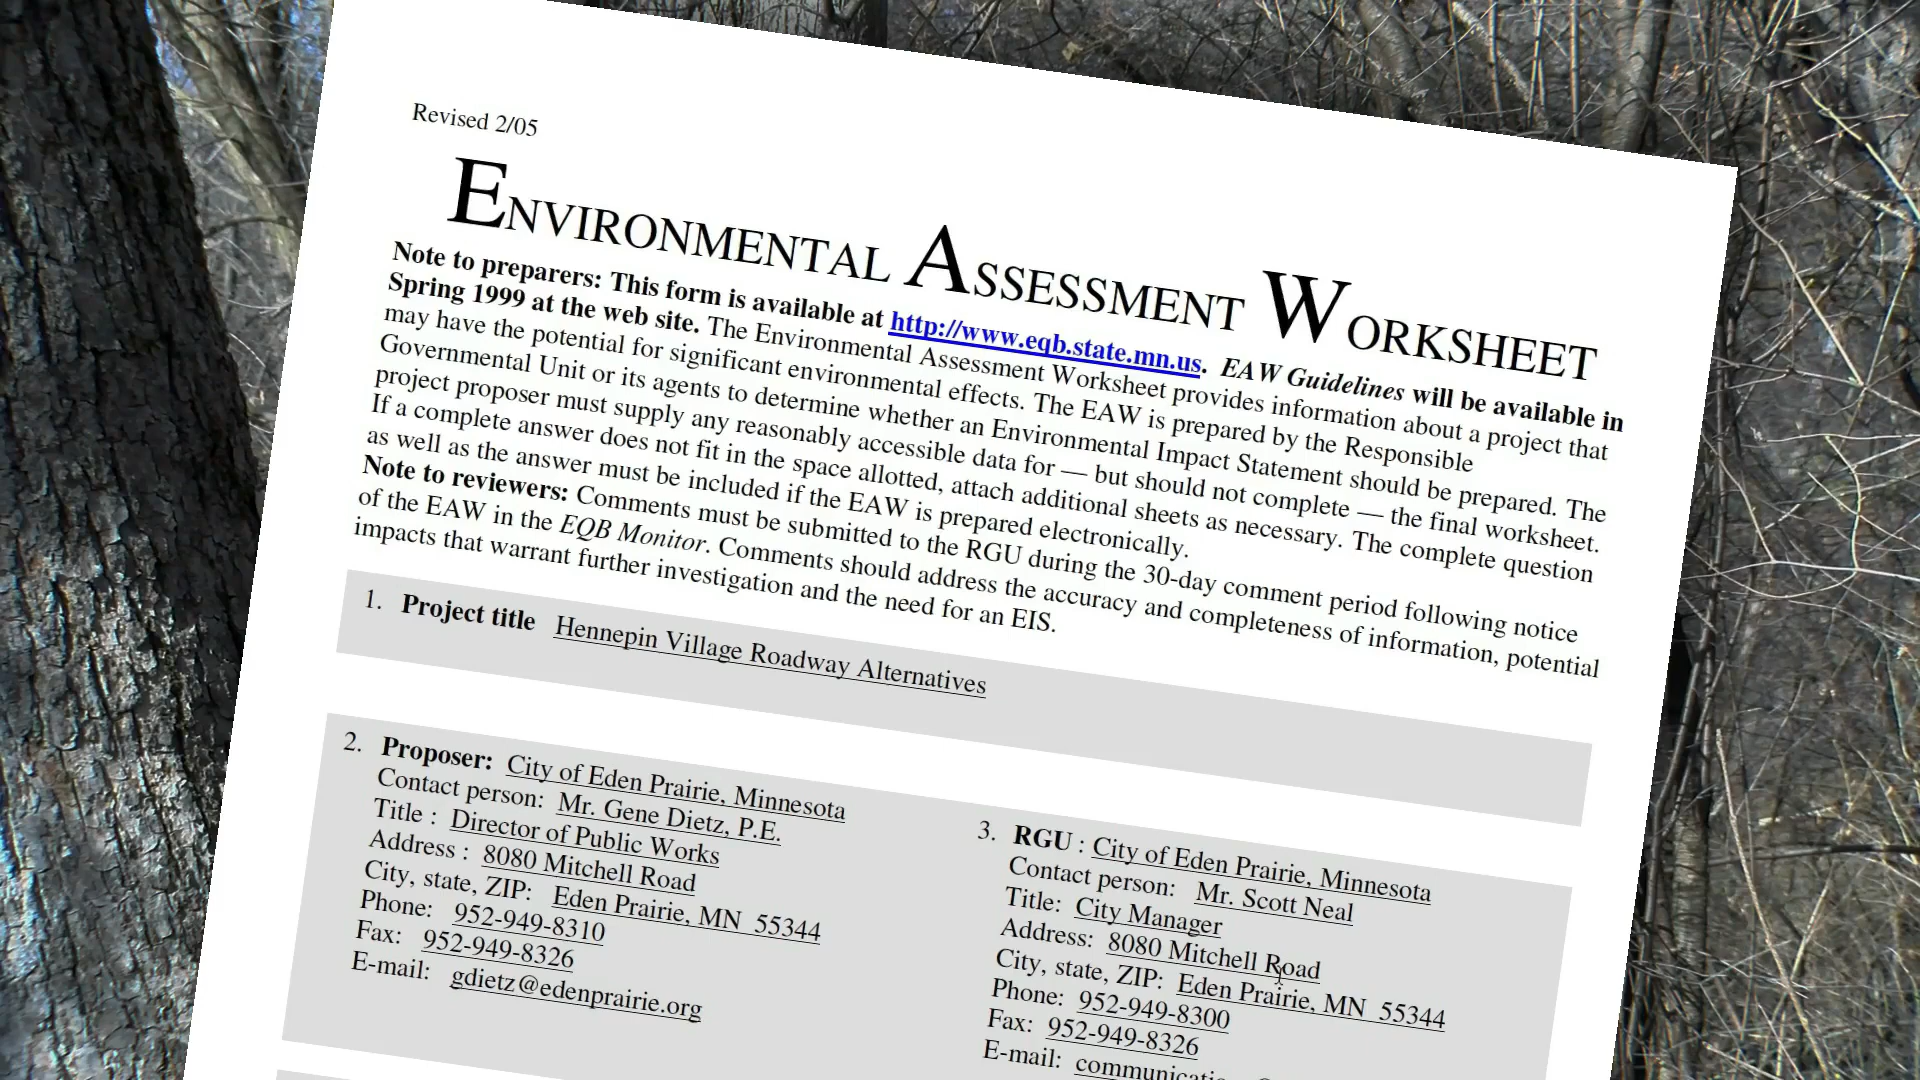 Revised 2/05
ENVIRONMENTAL ASSESSMENT WORKSHEET
Note to preparers: This form is available at http://www.eqb.state.mn.us. EAW Guidelines will be available in
Spring 1999 at the web site. The Environmental Assessment Worksheet provides information about a project that
may have the potential for significant environmental effects. The EAW is prepared by the Responsible
Governmental Unit or its agents to determine whether an Environmental Impact Statement should be prepared. The
project proposer must supply any reasonably accessible data for — but should not complete — the final worksheet.
If a complete answer does not fit in the space allotted, attach additional sheets as necessary. The complete question
as well as the answer must be included if the EAW is prepared electronically.
Note to reviewers: Comments must be submitted to the RGU during the 30-day comment period following notice
of the EAW in the EQB Monitor. Comments should address the accuracy and completeness of information, potential
impacts that warrant further investigation and the need for an EIS.
1. Project title Hennepin Village Roadway Alternatives
2. Proposer: City of Eden Prairie, Minnesota
Contact person: Mr. Gene Dietz, P.E.
Title : Director of Public Works
Address : 8080 Mitchell Road
City, state, ZIP: Eden Prairie, MN 55344
Phone: 952-949-8310
Fax: 952-949-8326
E-mail: gdietz@edenprairie.org
3. RGU : City of Eden Prairie, Minnesota
Contact person: Mr. Scott Neal
Title: City Manager
Address: 8080 Mitchell Road
City, state, ZIP: Eden Prairie, MN 55344
Phone: 952-949-8300
Fax: 952-949-8326
E-mail: